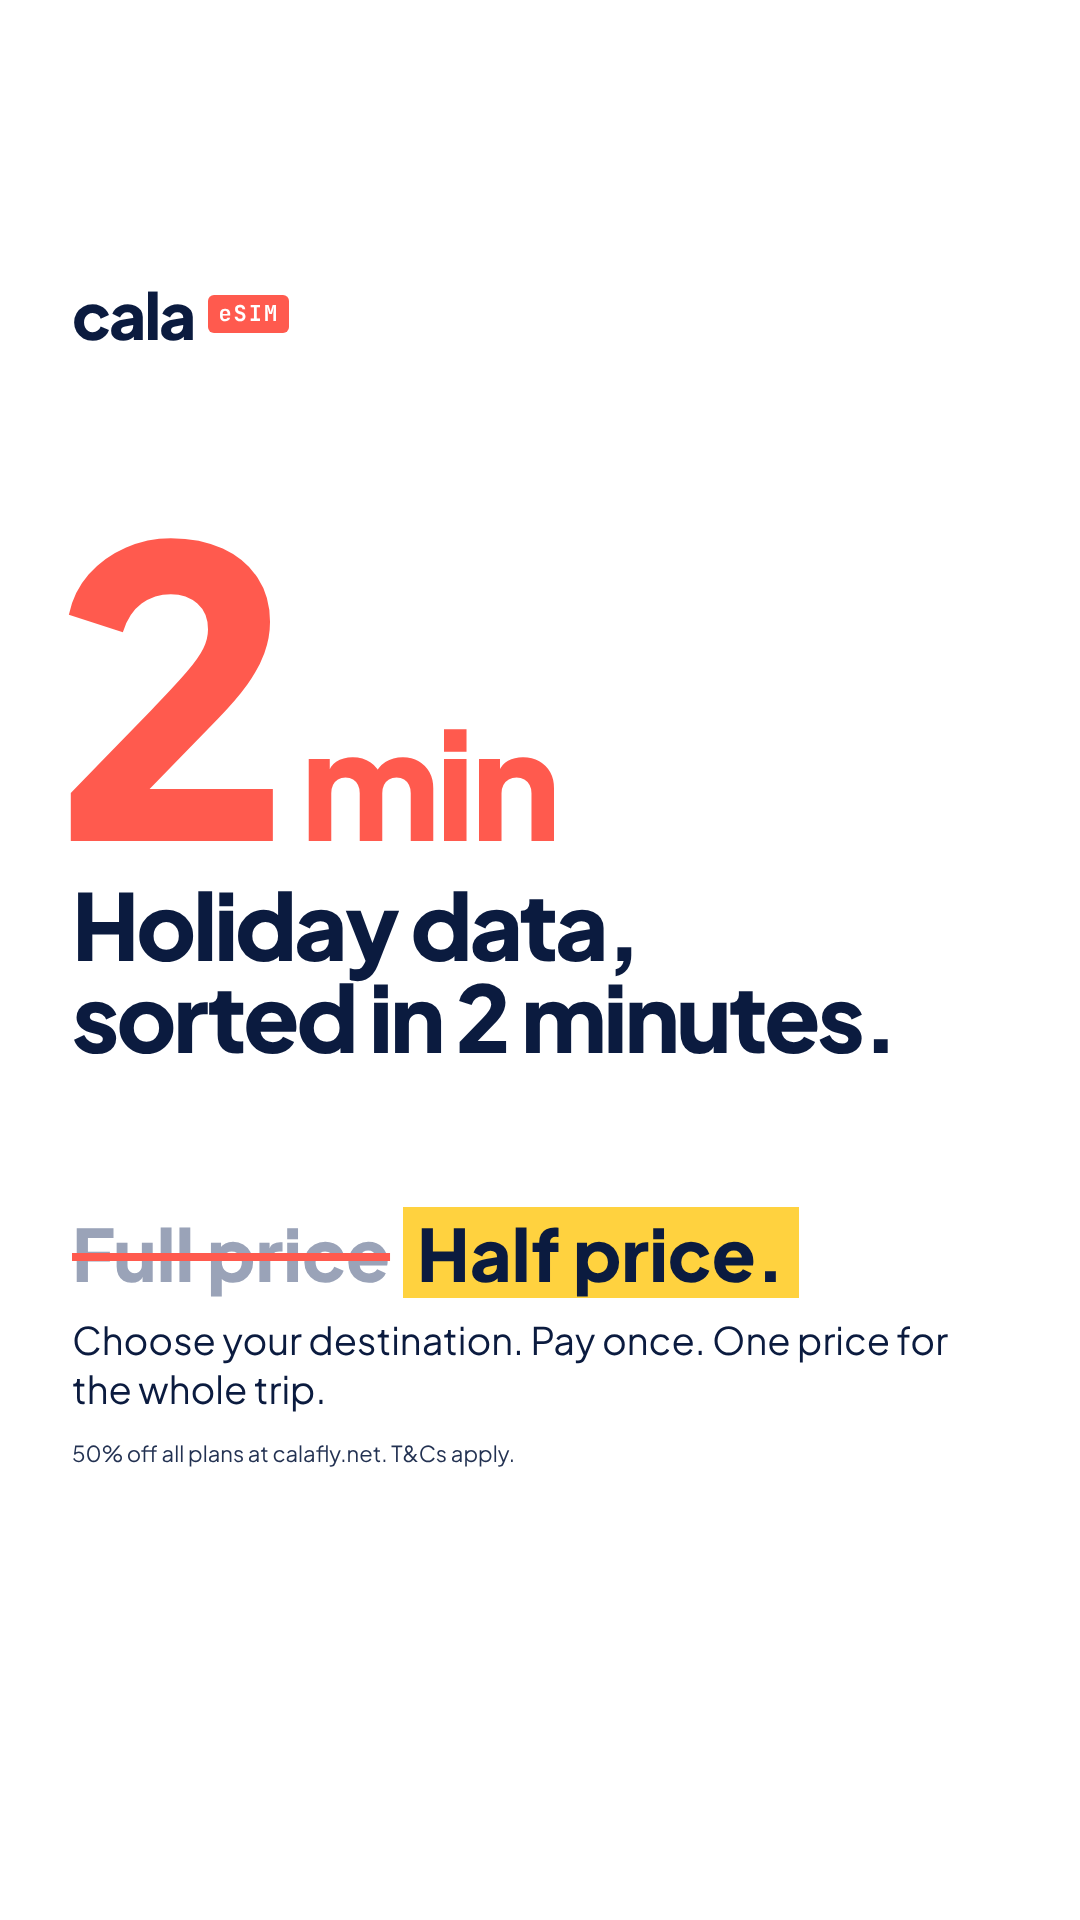 cala eSIM
2 min
Holiday data,
sorted in 2 minutes.
Full price Half price.
Choose your destination. Pay once. One price for
the whole trip.
50% off all plans at calafly.net. T&Cs apply.